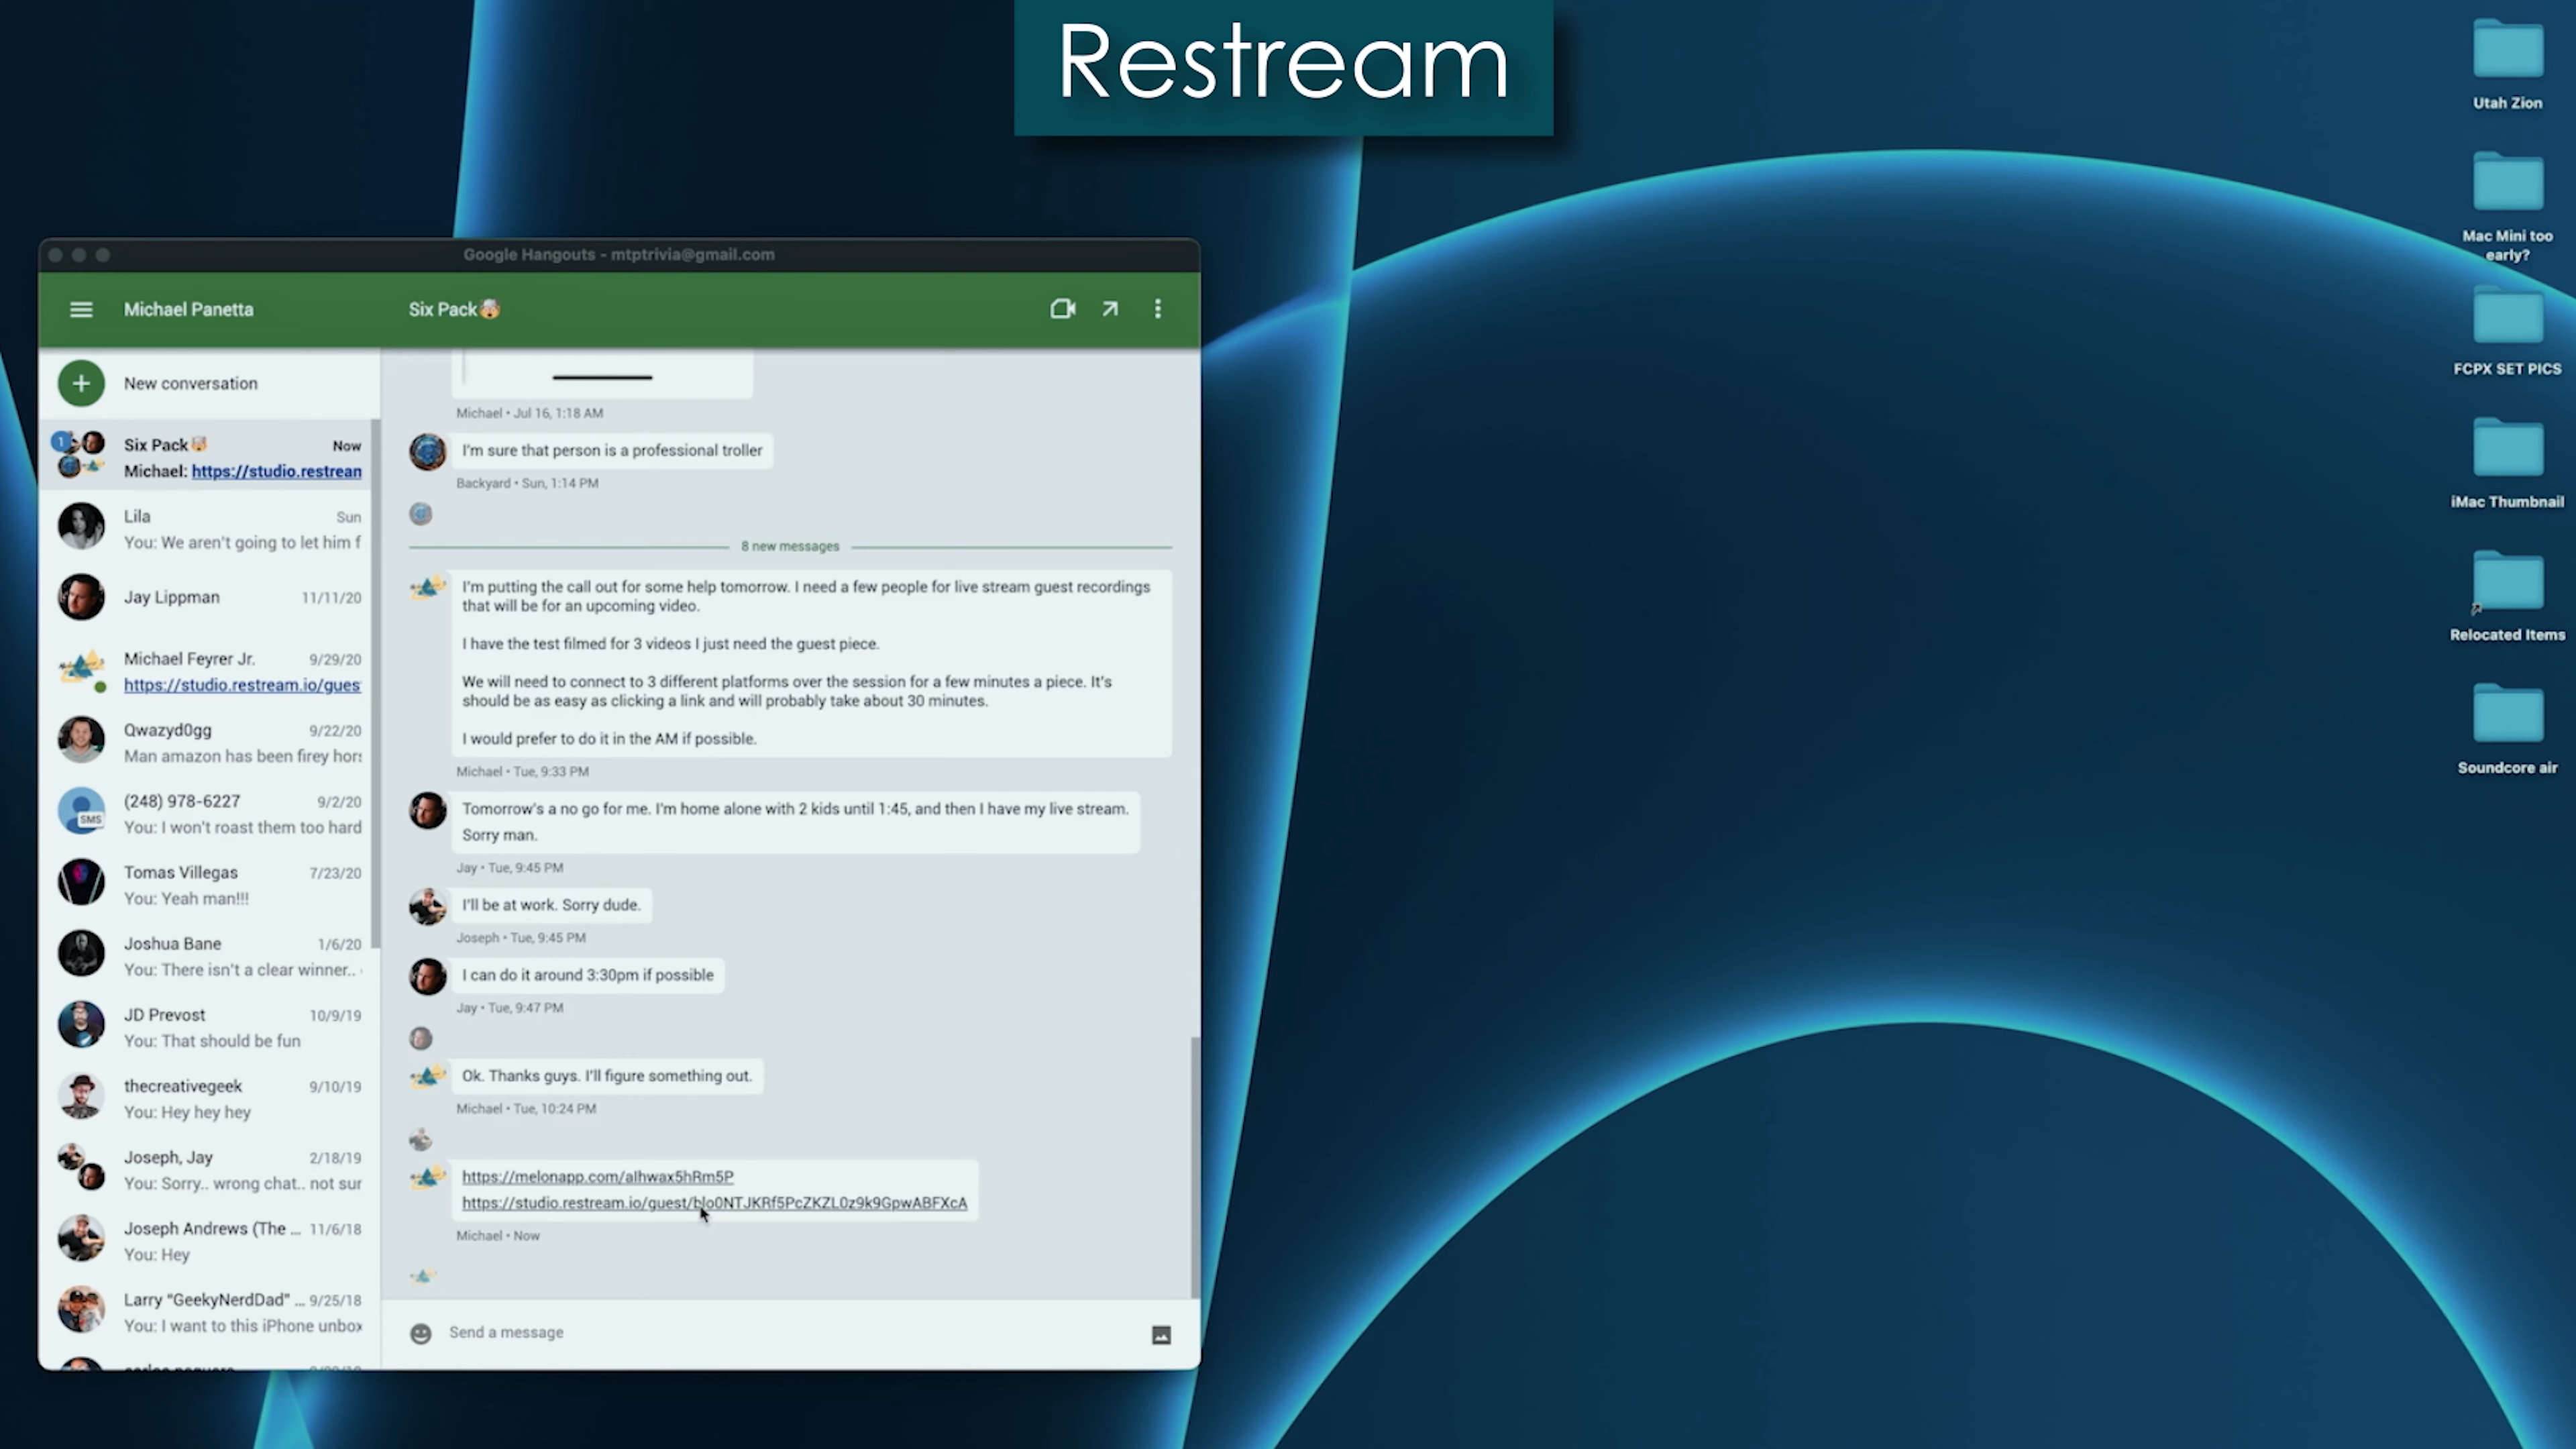 Restream
Utah Zion
Mac Mini too
early?
FCPX SET PICS
iMac Thumbnail
Relocated Items
Soundcore air
Google Hangouts - mtptrivia@gmail.com
Michael Panetta
Six Pack🤯
New conversation
1
Six Pack🤯 Now
Michael: https://studio.restrean
Lila Sun
You: We aren't going to let him f
Jay Lippman 11/11/20
Michael Feyrer Jr. 9/29/20
https://studio.restream.io/gues
Qwazyd0gg 9/22/20
Man amazon has been firey hors
(248) 978-6227 9/2/20
SMS
You: I won't roast them too hard
Tomas Villegas 7/23/20
You: Yeah man!!!
Joshua Bane 1/6/20
You: There isn't a clear winner..
JD Prevost 10/9/19
You: That should be fun
thecreativegeek 9/10/19
You: Hey hey hey
Joseph, Jay 2/18/19
You: Sorry.. wrong chat.. not sur
Joseph Andrews (The ... 11/6/18
You: Hey
Larry "GeekyNerdDad" ... 9/25/18
You: I want to this iPhone unbox
Michael • Jul 16, 1:18 AM
I'm sure that person is a professional troller
Backyard • Sun, 1:14 PM
8 new messages
I'm putting the call out for some help tomorrow. I need a few people for live stream guest recordings
that will be for an upcoming video.
I have the test filmed for 3 videos I just need the guest piece.
We will need to connect to 3 different platforms over the session for a few minutes a piece. It's
should be as easy as clicking a link and will probably take about 30 minutes.
I would prefer to do it in the AM if possible.
Michael • Tue, 9:33 PM
Tomorrow's a no go for me. I'm home alone with 2 kids until 1:45, and then I have my live stream.
Sorry man.
Jay • Tue, 9:45 PM
I'll be at work. Sorry dude.
Joseph • Tue, 9:45 PM
I can do it around 3:30pm if possible
Jay • Tue, 9:47 PM
Ok. Thanks guys. I'll figure something out.
Michael • Tue, 10:24 PM
https://melonapp.com/alhwax5hRm5P
https://studio.restream.io/guest/blo0NTJKRf5PcZKZL0z9k9GpwABFXcA
Michael • Now
Send a message